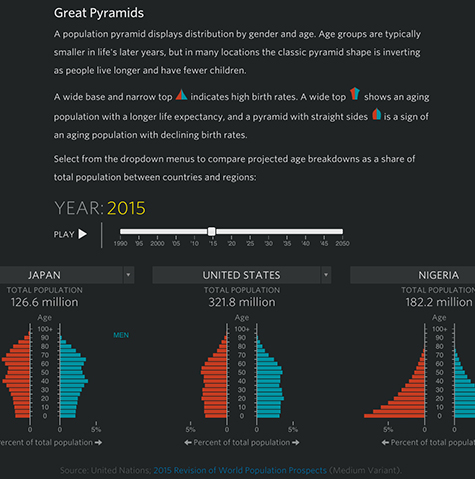 Great Pyramids
A population pyramid displays distribution by gender and age. Age groups are typically
smaller in life's later years, but in many locations the classic pyramid shape is inverting
as people live longer and have fewer children.
A wide base and narrow top indicates high birth rates. A wide top shows an aging
population with a longer life expectancy, and a pyramid with straight sides is a sign of
an aging population with declining birth rates.
Select from the dropdown menus to compare projected age breakdowns as a share of
total population between countries and regions:
YEAR: 2015
PLAY
1990 '95 2000 '05 '10 '15 '20 '25 '30 '35 '40 '45 2050
JAPAN UNITED STATES NIGERIA
TOTAL POPULATION TOTAL POPULATION TOTAL POPULATION
126.6 million 321.8 million 182.2 million
Age Age Age
100+ 100+ 100+
MEN
90 90 90
80 80 80
70 70 70
60 60 60
50 50 50
40 40 40
30 30 30
20 20 20
10 10 10
0 0 0
0 0 5% 5% 0 0 5% 5% 0 0
Percent of total population Percent of total population Percent of total popula
Source: United Nations; 2015 Revision of World Population Prospects (Medium Variant).